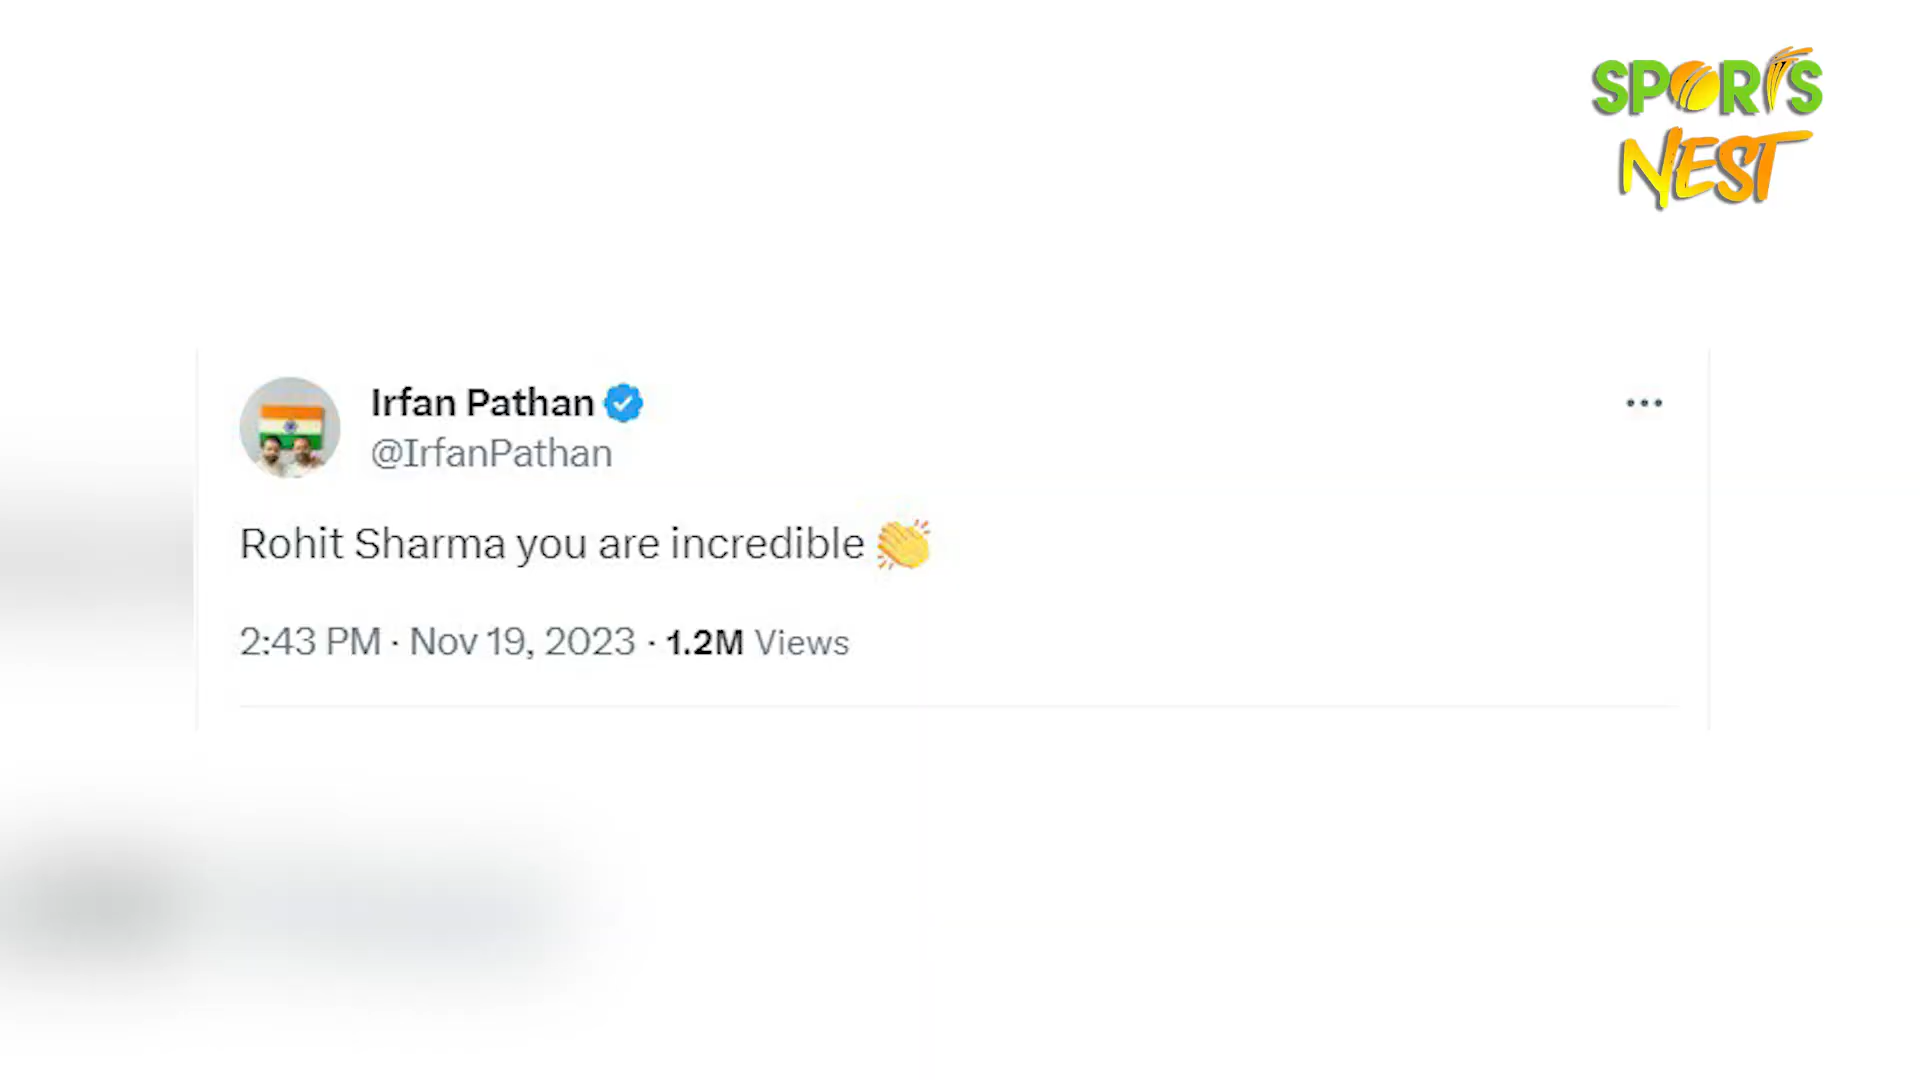 SPORTS
NEST
Irfan Pathan
@IrfanPathan
Rohit Sharma you are incredible 👏
2:43 PM · Nov 19, 2023 · 1.2M Views